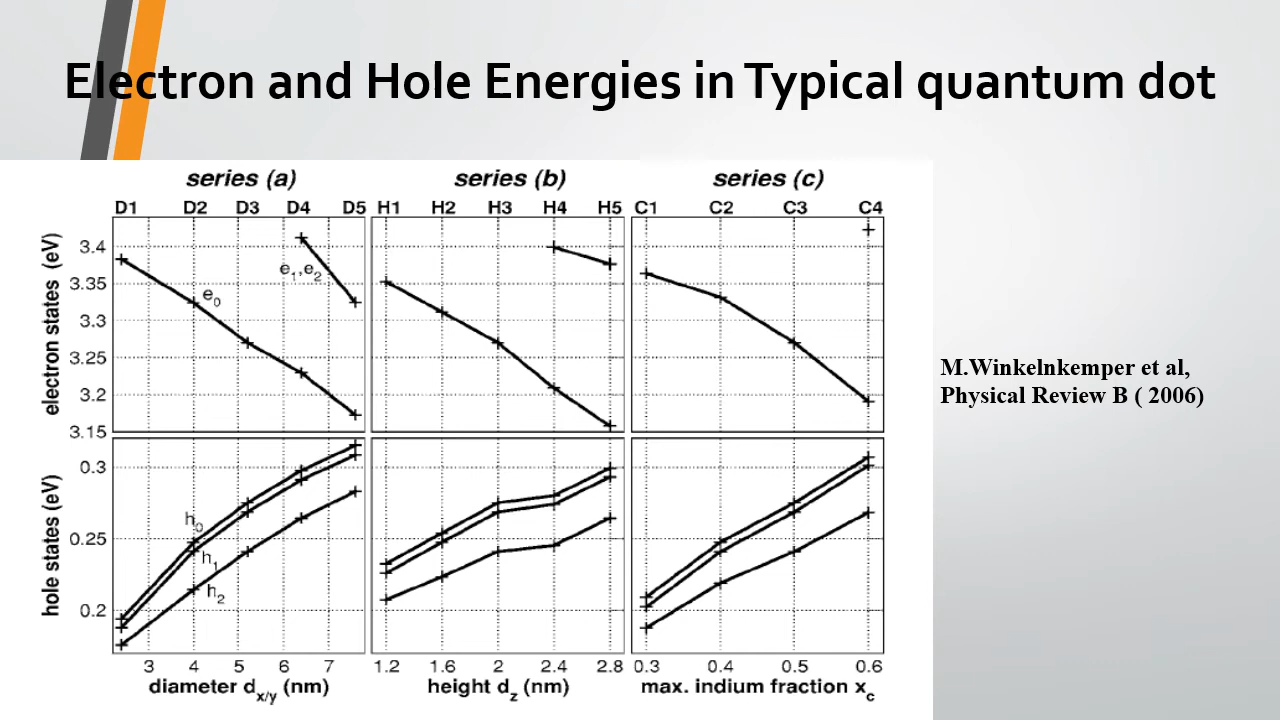 Electron and Hole Energies in Typical quantum dot
series (a) series (b) series (c)
D1 D2 D3 D4 D5 H1 H2 H3 H4 H5 C1 C2 C3 C4
electron states (eV)
3.4
3.35
3.3
3.25
3.2
3.15
e₁,e₂
e₀
M.Winkelnkemper et al,
Physical Review B ( 2006)
hole states (eV)
0.3
0.25
0.2
h₀
h₁
h₂
3 4 5 6 7 1.2 1.6 2 2.4 2.8 0.3 0.4 0.5 0.6
diameter dx/y (nm) height dz (nm) max. indium fraction xc